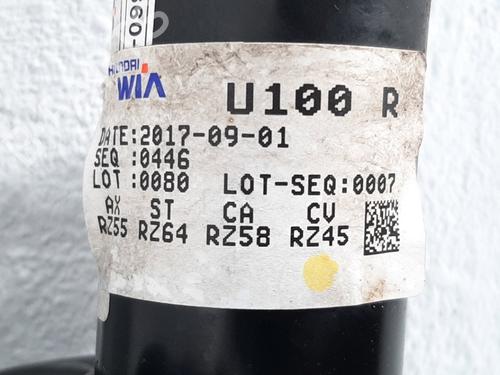 -099
HYUNDAI
WIA
U100 R
DATE:2017-09-01
SEQ :0446
LOT :0080 LOT-SEQ:0007
AX ST CA CV
RZ55 RZ64 RZ58 RZ45